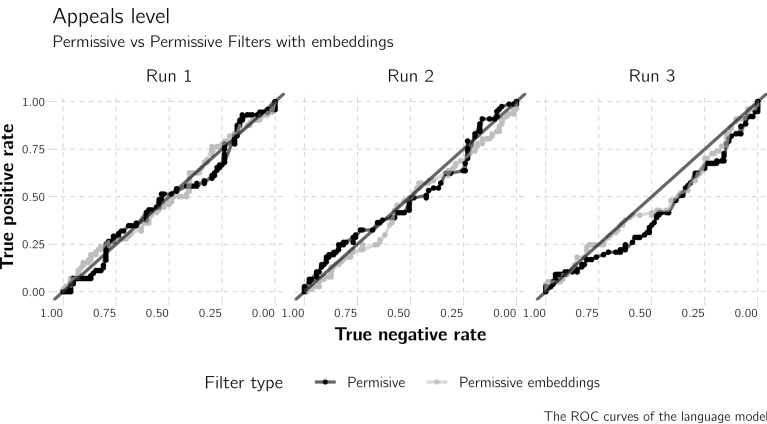 Appeals level
Permissive vs Permissive Filters with embeddings
Run 1 Run 2 Run 3
True positive rate
1.00
0.75
0.50
0.25
0.00
1.00 0.75 0.50 0.25 0.00 1.00 0.75 0.50 0.25 0.00 1.00 0.75 0.50 0.25 0.00
True negative rate
Filter type Permisive Permissive embeddings
The ROC curves of the language model